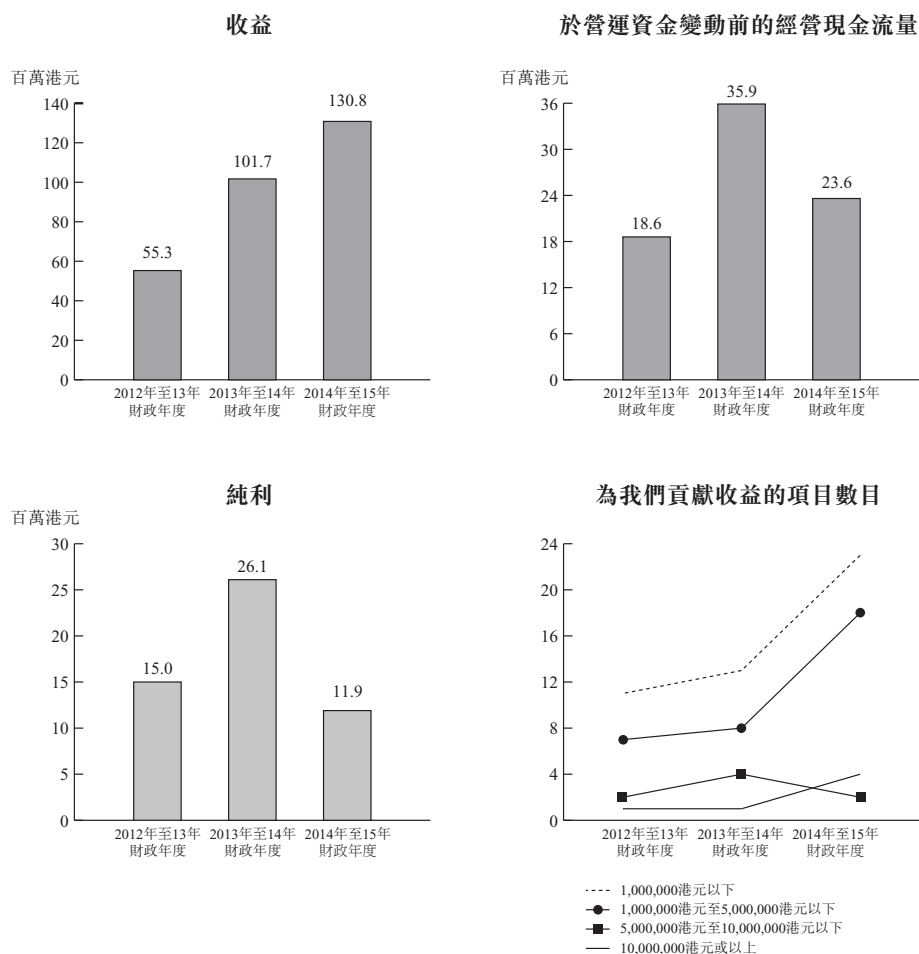 收益
百萬港元
140
120
100
80
60
40
20
0
55.3
101.7
130.8
2012年至13年
財政年度
2013年至14年
財政年度
2014年至15年
財政年度
於營運資金變動前的經營現金流量
百萬港元
36
30
24
18
12
6
0
18.6
35.9
23.6
2012年至13年
財政年度
2013年至14年
財政年度
2014年至15年
財政年度
純利
百萬港元
30
25
20
15
10
5
0
15.0
26.1
11.9
2012年至13年
財政年度
2013年至14年
財政年度
2014年至15年
財政年度
為我們貢獻收益的項目數目
24
20
16
12
8
4
0
2012年至13年
財政年度
2013年至14年
財政年度
2014年至15年
財政年度
1,000,000港元以下
1,000,000港元至5,000,000港元以下
5,000,000港元至10,000,000港元以下
10,000,000港元或以上